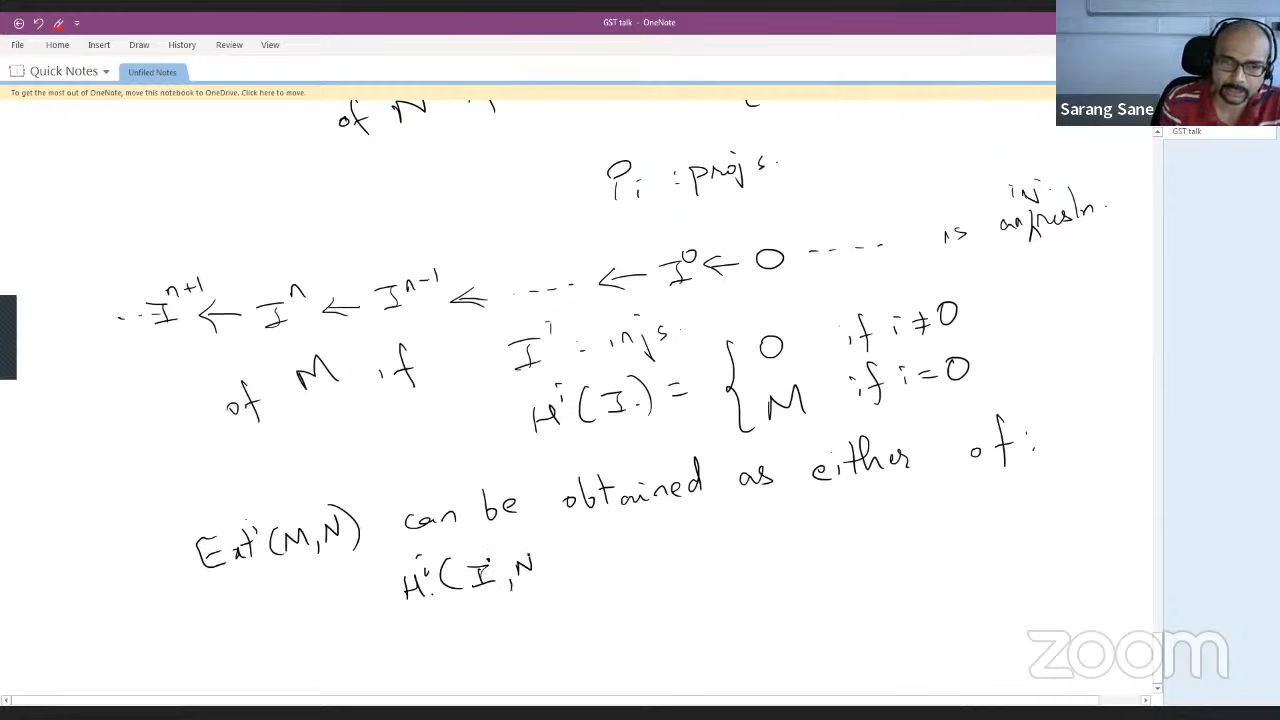 GST talk - OneNote
File Home Insert Draw History Review View
Quick Notes Unfiled Notes
To get the most out of OneNote, move this notebook to OneDrive. Click here to move.
Sarang Sane
GST talk
of N
P_i : projs.
... I^{n+1} ← I^n ← I^{n-1} ← .... ← I^0 ← 0 .... is an inj resln.
of M if I^i : injs.
H^i(I.) = { 0 if i ≠ 0
M if i = 0
Ext^i(M,N) can be obtained as either of :
H^i(I^., N
zoom